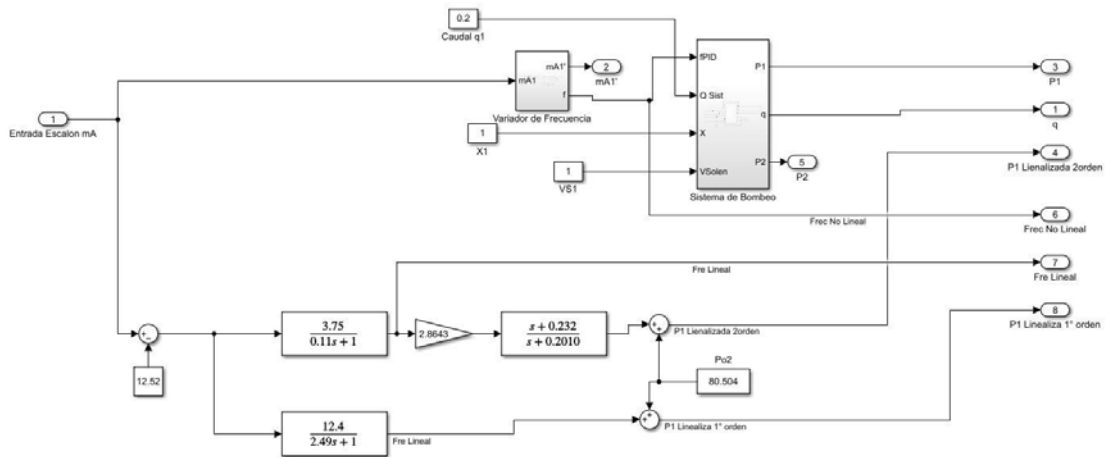 0.2
Caudal q1
mA1
mA1'
f
Variador de Frecuencia
2
mA1'
fPID
Q Sist
X
VSolen
P1
q
P2
Sistema de Bombeo
3
P1
1
q
4
P1 Lienalizada 2orden
5
P2
1
Entrada Escalon mA
1
X1
1
VS1
Frec No Lineal
6
Frec No Lineal
Fre Lineal
7
Fre Lineal
8
P1 Linealiza 1° orden
12.52
3.75
0.11s + 1
2.8643
s + 0.232
s + 0.2010
P1 Lienalizada 2orden
Po2
80.504
12.4
2.49s + 1
Fre Lineal
P1 Linealiza 1° orden